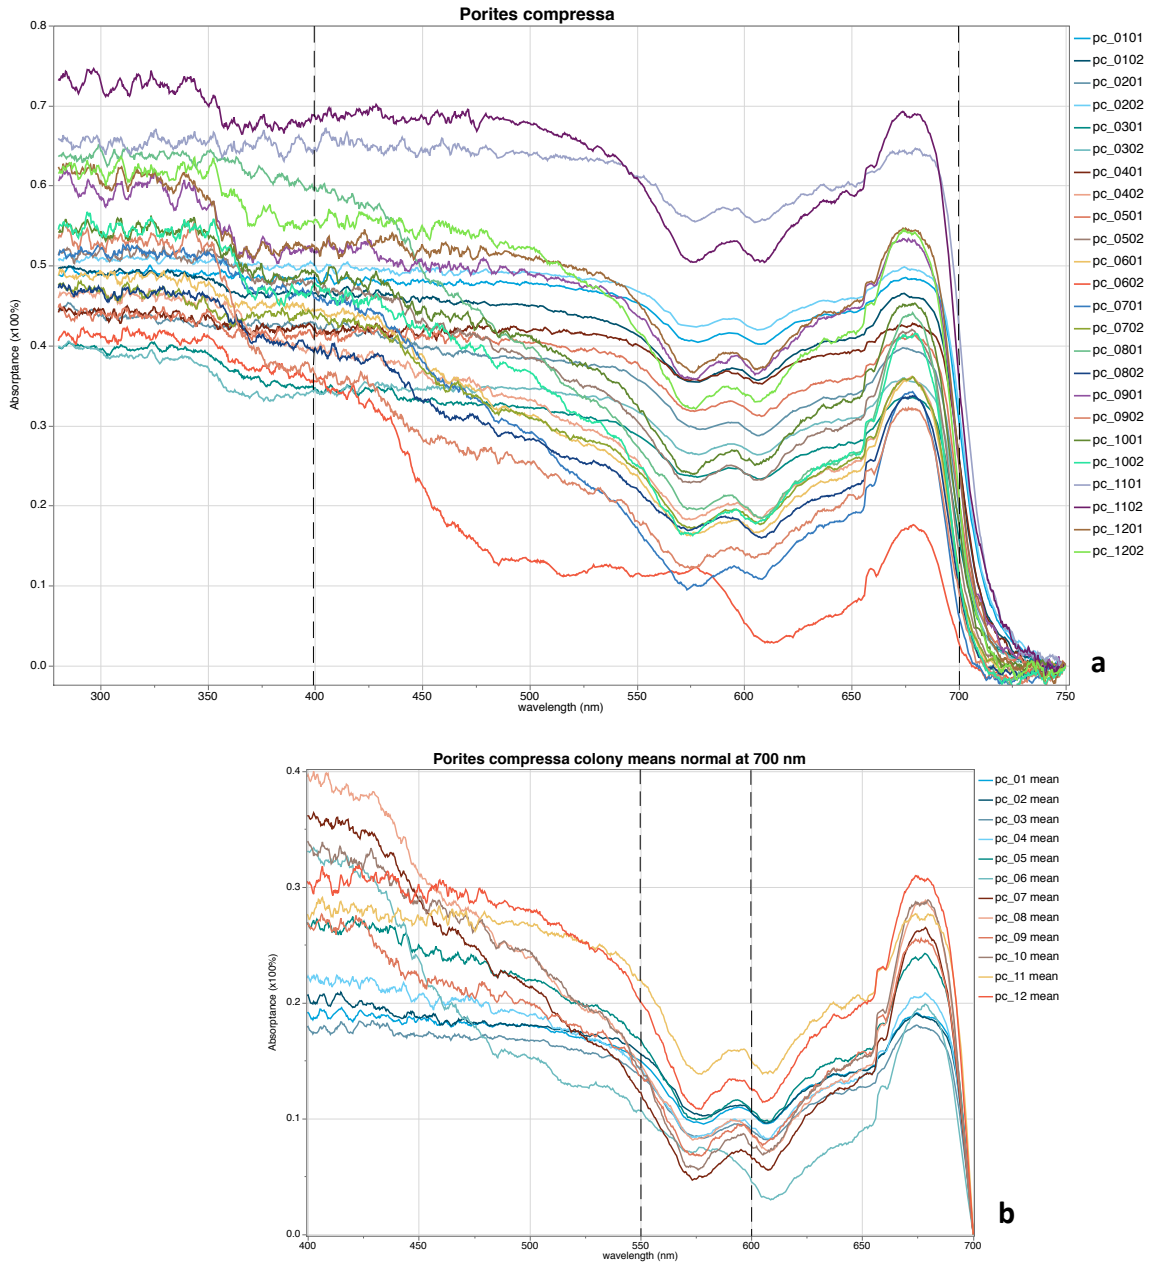 Porites compressa
0.8
0.7
0.6
0.5
0.4
0.3
0.2
0.1
0.0
Absorptance (x100%)
300 350 400 450 500 550 600 650 700 750
wavelength (nm)
pc_0101
pc_0102
pc_0201
pc_0202
pc_0301
pc_0302
pc_0401
pc_0402
pc_0501
pc_0502
pc_0601
pc_0602
pc_0701
pc_0702
pc_0801
pc_0802
pc_0901
pc_0902
pc_1001
pc_1002
pc_1101
pc_1102
pc_1201
pc_1202
a
Porites compressa colony means normal at 700 nm
0.4
0.3
0.2
0.1
0.0
Absorptance (x100%)
400 450 500 550 600 650 700
wavelength (nm)
pc_01 mean
pc_02 mean
pc_03 mean
pc_04 mean
pc_05 mean
pc_06 mean
pc_07 mean
pc_08 mean
pc_09 mean
pc_10 mean
pc_11 mean
pc_12 mean
b